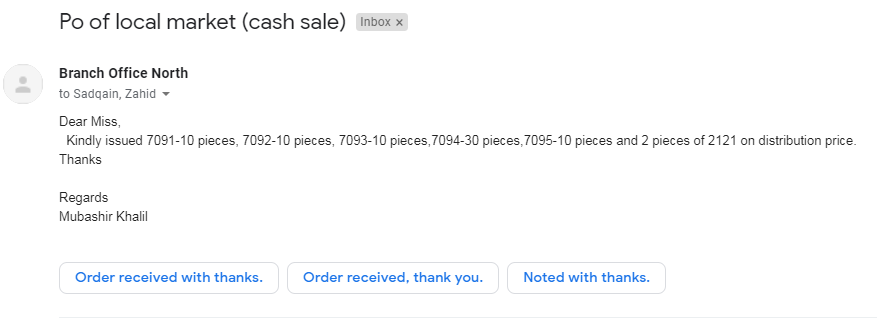 Po of local market (cash sale) Inbox ×
Branch Office North
to Sadqain, Zahid
Dear Miss,
Kindly issued 7091-10 pieces, 7092-10 pieces, 7093-10 pieces,7094-30 pieces,7095-10 pieces and 2 pieces of 2121 on distribution price.
Thanks
Regards
Mubashir Khalil
Order received with thanks. Order received, thank you. Noted with thanks.